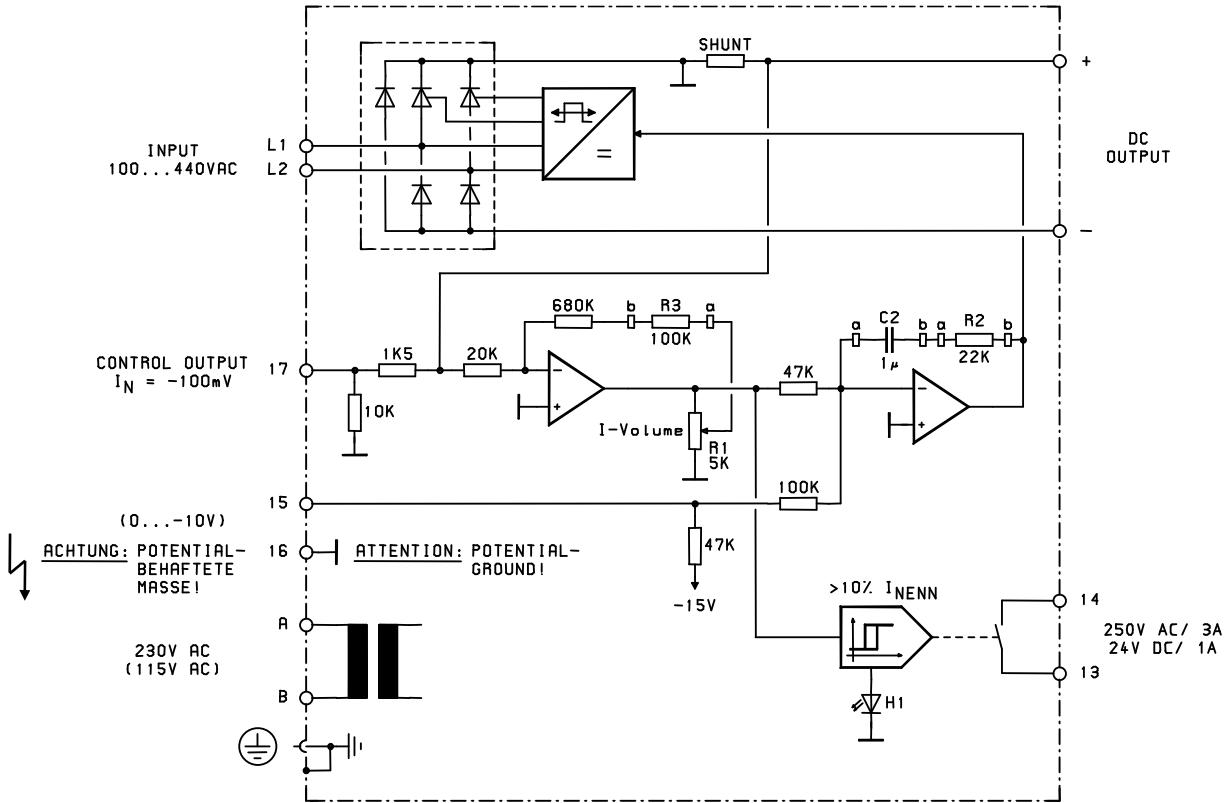 SHUNT
+
INPUT
100...440VAC
L1
L2
=
DC
OUTPUT
−
680K
b
R3
a
100K
a
C2
b
a
R2
b
1µ
22K
CONTROL OUTPUT
I_N = -100mV
17
1K5
20K
−
+
47K
−
+
10K
I-Volume
R1
5K
15
100K
(0...-10V)
47K
-15V
ACHTUNG: POTENTIAL-
BEHAFTETE
MASSE!
16
ATTENTION: POTENTIAL-
GROUND!
>10% I_NENN
14
250V AC/ 3A
24V DC/ 1A
13
A
230V AC
(115V AC)
B
H1